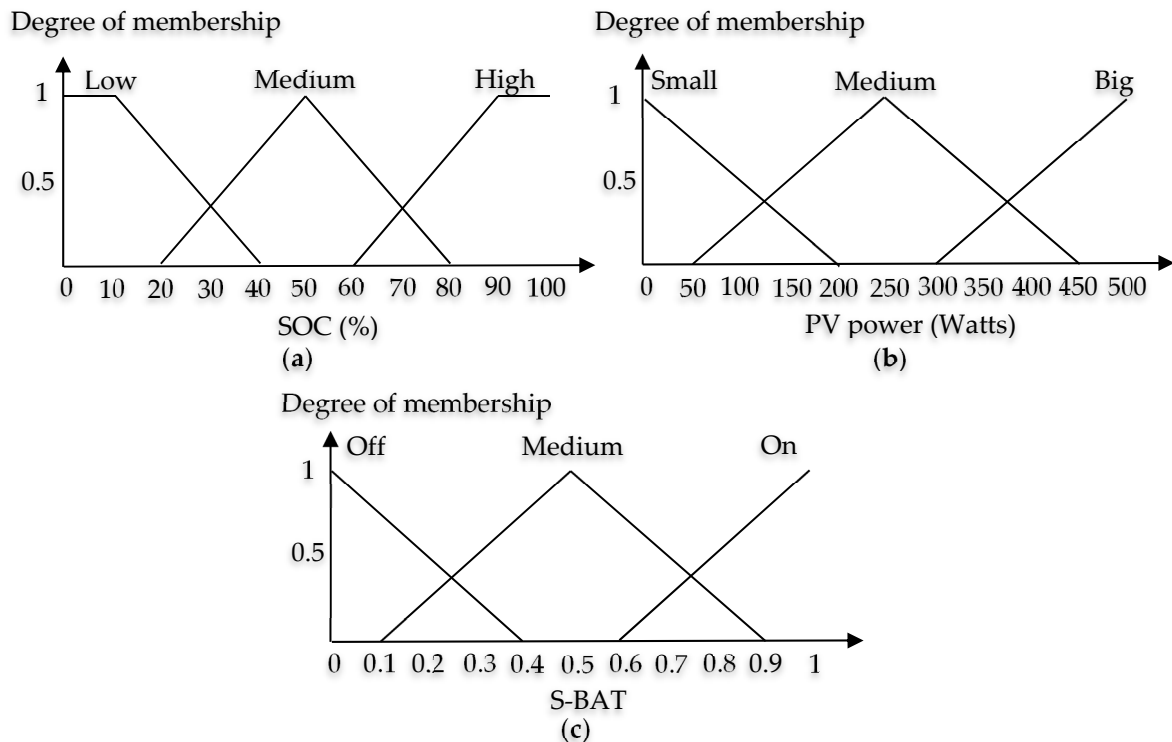 Degree of membership
Low Medium High
1
0.5
0 10 20 30 40 50 60 70 80 90 100
SOC (%)
(a)
Degree of membership
Small Medium Big
1
0.5
0 50 100 150 200 250 300 350 400 450 500
PV power (Watts)
(b)
Degree of membership
Off Medium On
1
0.5
0 0.1 0.2 0.3 0.4 0.5 0.6 0.7 0.8 0.9 1
S-BAT
(c)